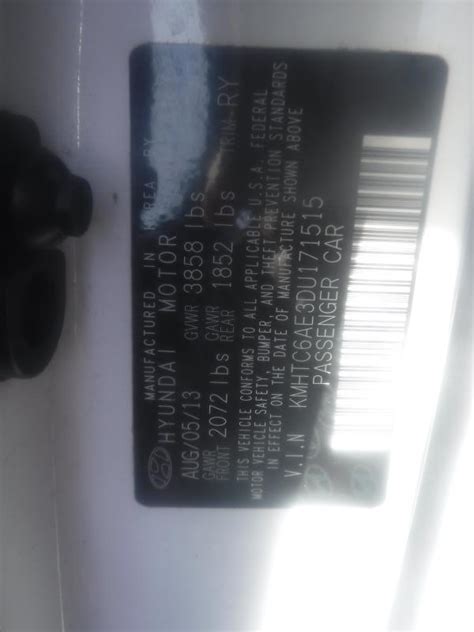 MANUFACTURED IN KOREA BY
HYUNDAI MOTOR
AUG/05/13 GVWR 3858 lbs
GAWR FRONT 2072 lbs GAWR REAR 1852 lbs TRIM-RY
THIS VEHICLE CONFORMS TO ALL APPLICABLE U.S.A. FEDERAL
MOTOR VEHICLE SAFETY, BUMPER, AND THEFT PREVENTION STANDARDS
IN EFFECT ON THE DATE OF MANUFACTURE SHOWN ABOVE
V.I.N KMHTC6AE3DU171515
PASSENGER CAR